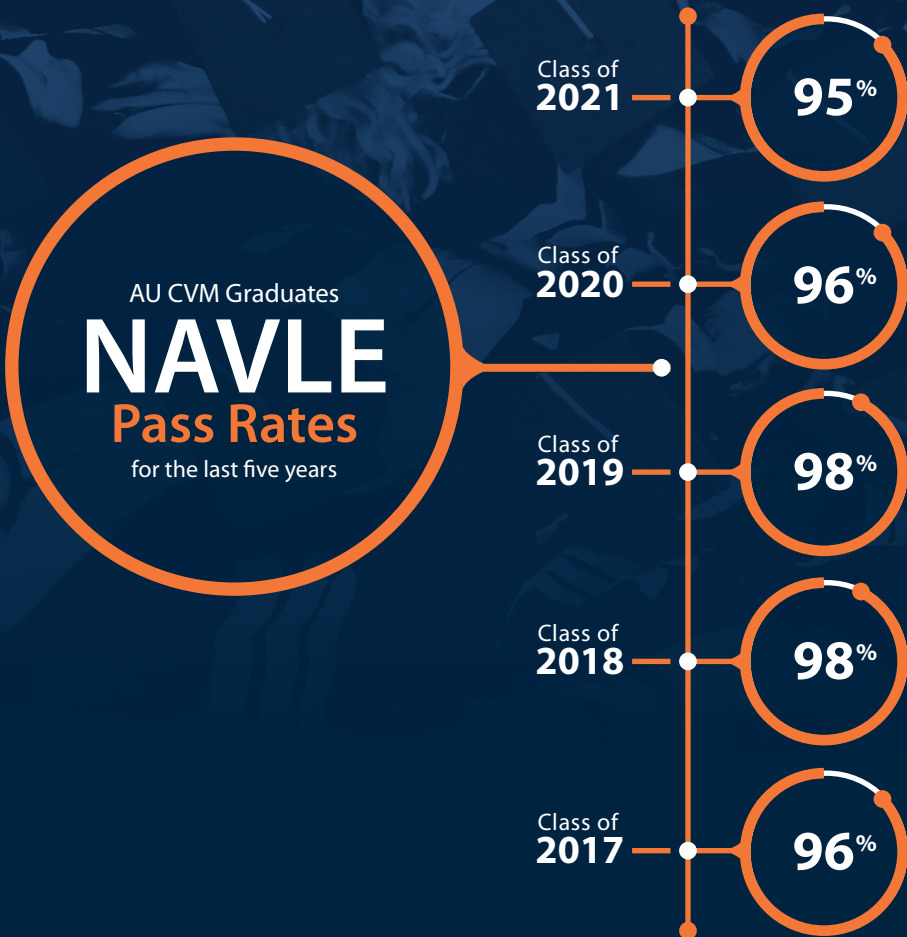 AU CVM Graduates
NAVLE
Pass Rates
for the last five years
Class of
2021
95%
Class of
2020
96%
Class of
2019
98%
Class of
2018
98%
Class of
2017
96%